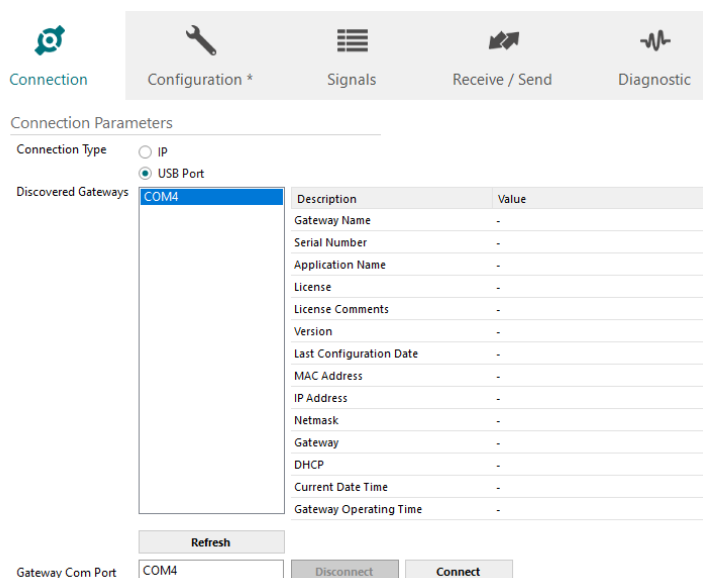 Connection Configuration * Signals Receive / Send Diagnostic
Connection Parameters
Connection Type IP
USB Port
Discovered Gateways COM4 Description Value
Gateway Name -
Serial Number -
Application Name -
License -
License Comments -
Version -
Last Configuration Date -
MAC Address -
IP Address -
Netmask -
Gateway -
DHCP -
Current Date Time -
Gateway Operating Time -
Refresh
Gateway Com Port COM4 Disconnect Connect